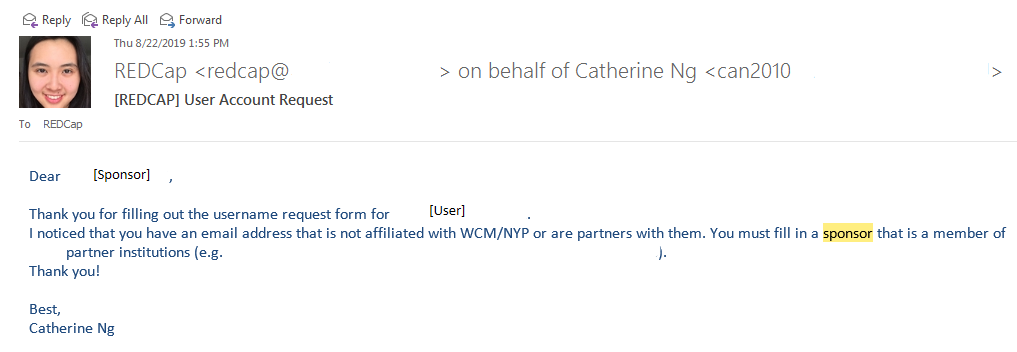 Reply Reply All Forward
Thu 8/22/2019 1:55 PM
REDCap <redcap@ > on behalf of Catherine Ng <can2010 >
[REDCAP] User Account Request
To REDCap
Dear [Sponsor] ,
Thank you for filling out the username request form for [User] .
I noticed that you have an email address that is not affiliated with WCM/NYP or are partners with them. You must fill in a sponsor that is a member of
partner institutions (e.g. ).
Thank you!
Best,
Catherine Ng